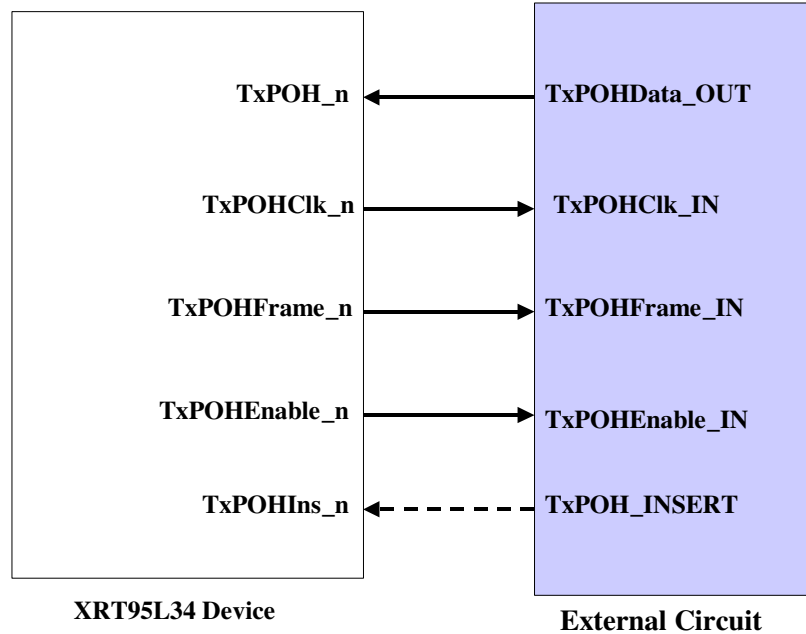 TxPOH_n
TxPOHData_OUT
TxPOHClk_n
TxPOHClk_IN
TxPOHFrame_n
TxPOHFrame_IN
TxPOHEnable_n
TxPOHEnable_IN
TxPOHIns_n
TxPOH_INSERT
XRT95L34 Device
External Circuit